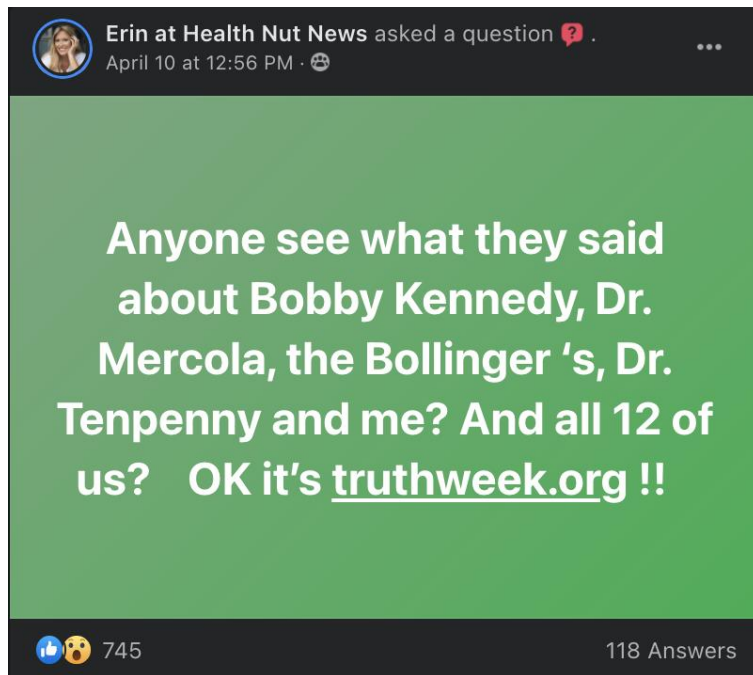 Erin at Health Nut News asked a question ? .
April 10 at 12:56 PM ·
Anyone see what they said
about Bobby Kennedy, Dr.
Mercola, the Bollinger ‘s, Dr.
Tenpenny and me? And all 12 of
us? OK it’s truthweek.org !!
745
118 Answers